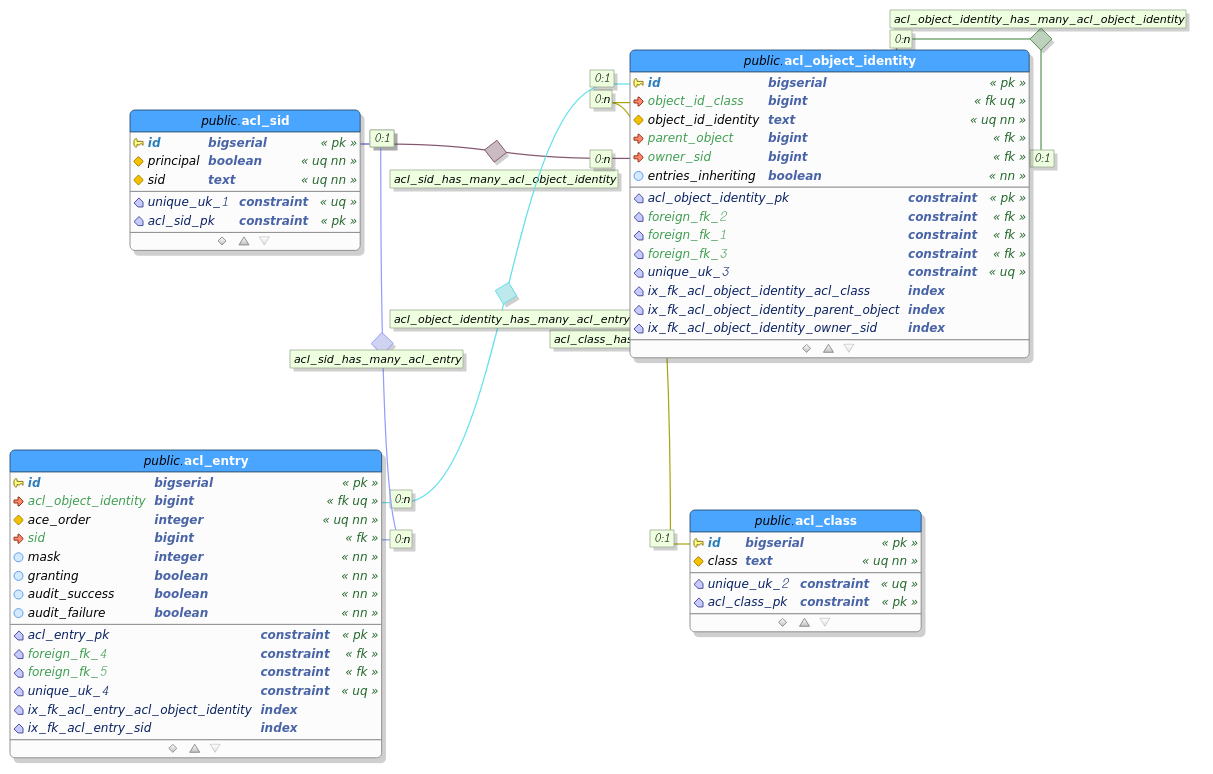 acl_object_identity_has_many_acl_object_identity
0:n
0:1
public.acl_object_identity
id bigserial « pk »
object_id_class bigint « fk uq »
object_id_identity text « uq nn »
parent_object bigint « fk »
owner_sid bigint « fk »
entries_inheriting boolean « nn »
acl_object_identity_pk constraint « pk »
foreign_fk_2 constraint « fk »
foreign_fk_1 constraint « fk »
foreign_fk_3 constraint « fk »
unique_uk_3 constraint « uq »
ix_fk_acl_object_identity_acl_class index
ix_fk_acl_object_identity_parent_object index
ix_fk_acl_object_identity_owner_sid index
0:1
0:n
0:n
public.acl_sid
id bigserial « pk »
principal boolean « uq nn »
sid text « uq nn »
unique_uk_1 constraint « uq »
acl_sid_pk constraint « pk »
0:1
acl_sid_has_many_acl_object_identity
acl_object_identity_has_many_acl_entry
acl_class_has
acl_sid_has_many_acl_entry
public.acl_entry
id bigserial « pk »
acl_object_identity bigint « fk uq »
ace_order integer « uq nn »
sid bigint « fk »
mask integer « nn »
granting boolean « nn »
audit_success boolean « nn »
audit_failure boolean « nn »
acl_entry_pk constraint « pk »
foreign_fk_4 constraint « fk »
foreign_fk_5 constraint « fk »
unique_uk_4 constraint « uq »
ix_fk_acl_entry_acl_object_identity index
ix_fk_acl_entry_sid index
0:n
0:n
0:1
public.acl_class
id bigserial « pk »
class text « uq nn »
unique_uk_2 constraint « uq »
acl_class_pk constraint « pk »